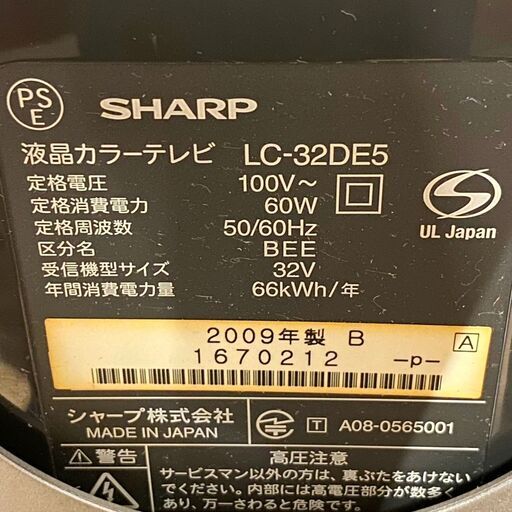 PS
E
SHARP
液晶カラーテレビ LC-32DE5
定格電圧 100V～
定格消費電力 60W
定格周波数 50/60Hz
区分名 BEE
受信機型サイズ 32V
年間消費電力量 66kWh/年
UL Japan
2009年製 B
A
1670212 -p-
シャープ株式会社
MADE IN JAPAN
T A08-0565001
警告 高圧注意
サービスマン以外の方は、裏ぶたをあけないで
ください。内部には高電圧部分が数多く
あり、万一さわると危険です。